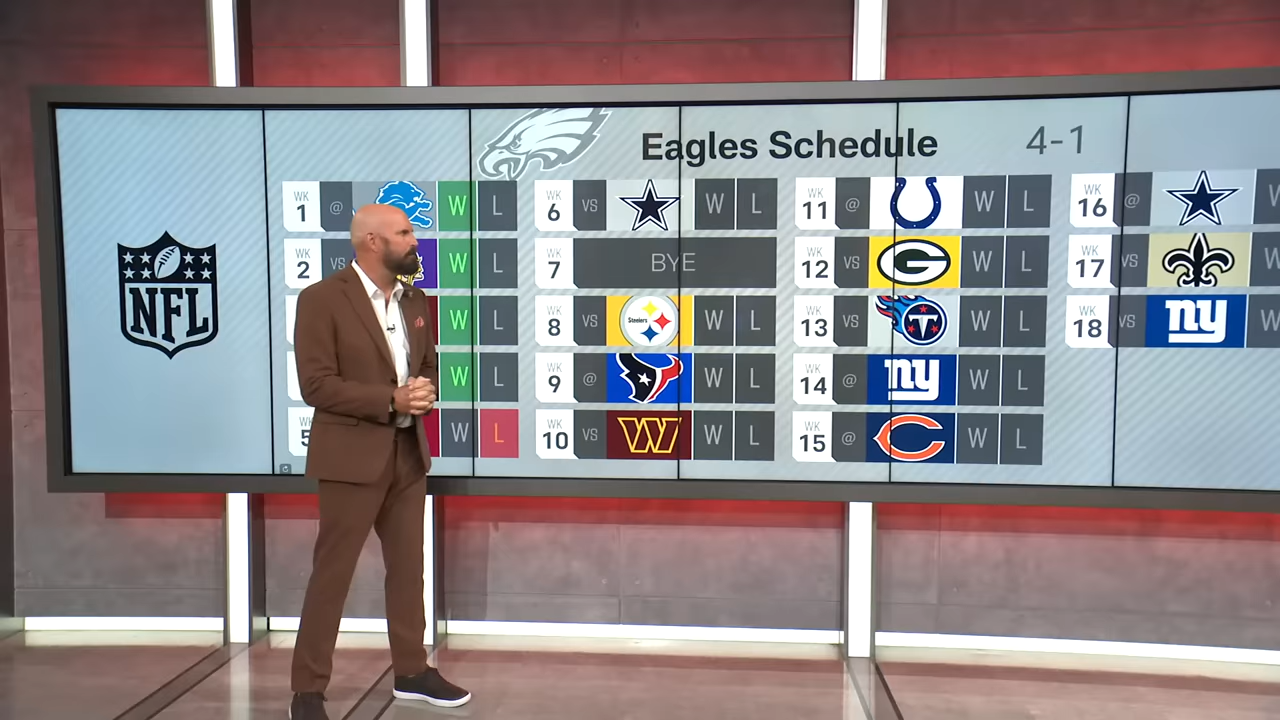 Eagles Schedule 4-1
WK 1 @ W L
WK 2 VS W L
W L
W L
WK 5 W L
WK 6 VS W L
WK 7 BYE
WK 8 VS Steelers W L
WK 9 @ W L
WK 10 VS W W L
WK 11 @ W L
WK 12 VS G W L
WK 13 VS T W L
WK 14 @ ny W L
WK 15 @ C W L
WK 16 @ W
WK 17 VS W
WK 18 VS ny W
NFL